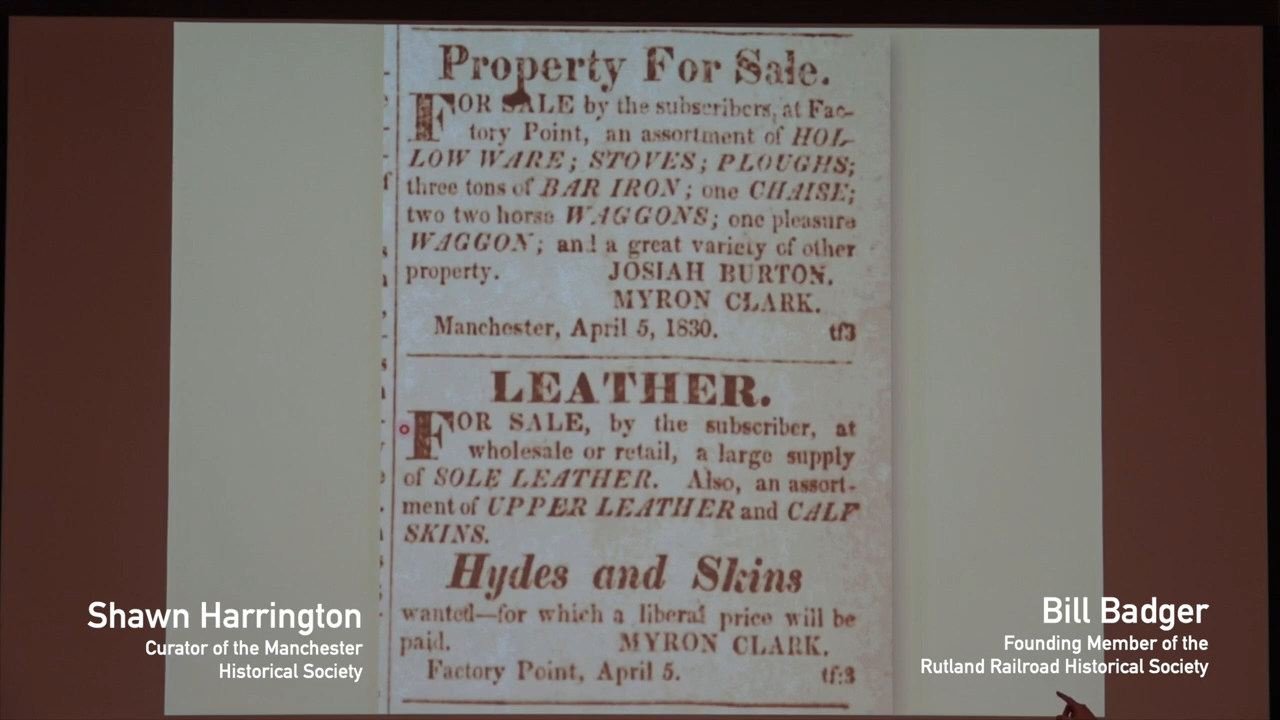 Property For Sale.
FOR SALE by the subscribers, at Fac-
tory Point, an assortment of HOL-
LOW WARE; STOVES; PLOUGHS;
three tons of BAR IRON; one CHAISE;
two two horse WAGGONS; one pleasure
WAGGON; and a great variety of other
property. JOSIAH BURTON.
MYRON CLARK.
Manchester, April 5, 1830. tf3
LEATHER.
FOR SALE, by the subscriber, at
wholesale or retail, a large supply
of SOLE LEATHER. Also, an assort-
ment of UPPER LEATHER and CALF
SKINS.
Hydes and Skins
wanted—for which a liberal price will be
paid. MYRON CLARK.
Factory Point, April 5. tf:3
Shawn Harrington
Curator of the Manchester
Historical Society
Bill Badger
Founding Member of the
Rutland Railroad Historical Society